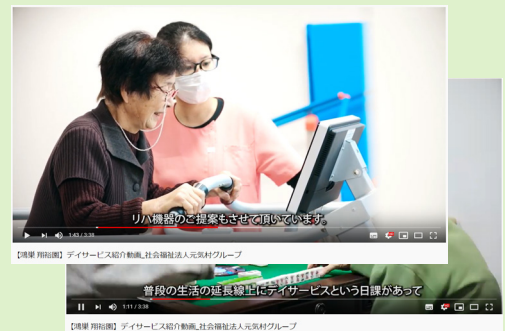 リハ機器のご提案もさせて頂いています。
1:43 / 3:38
【鴻巣 翔裕園】デイサービス紹介動画_社会福祉法人元気村グループ
普段の生活の延長線上にデイサービスという日課があって
1:11 / 3:38
【鴻巣 翔裕園】デイサービス紹介動画_社会福祉法人元気村グループ